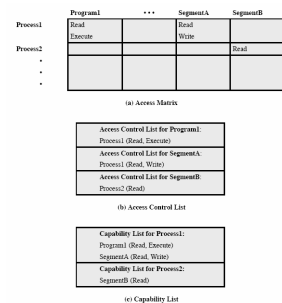 Program1 • • • SegmentA SegmentB
Process1 Read Read
Execute Write
Process2 Read
•
•
•
(a) Access Matrix
Access Control List for Program1:
Process1 (Read, Execute)
Access Control List for SegmentA:
Process1 (Read, Write)
Access Control List for SegmentB:
Process2 (Read)
(b) Access Control List
Capability List for Process1:
Program1 (Read, Execute)
SegmentA (Read, Write)
Capability List for Process2:
SegmentB (Read)
(c) Capability List